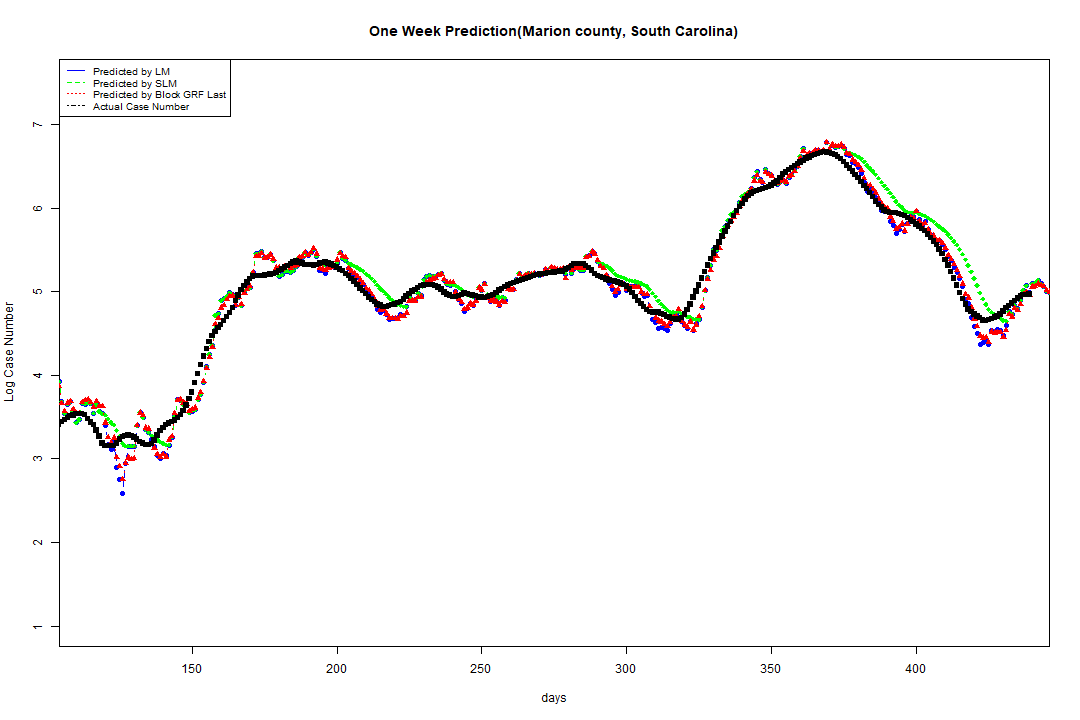 One Week Prediction(Marion county, South Carolina)
Predicted by LM
Predicted by SLM
Predicted by Block GRF Last
Actual Case Number
Log Case Number
7
6
5
4
3
2
1
150 200 250 300 350 400
days